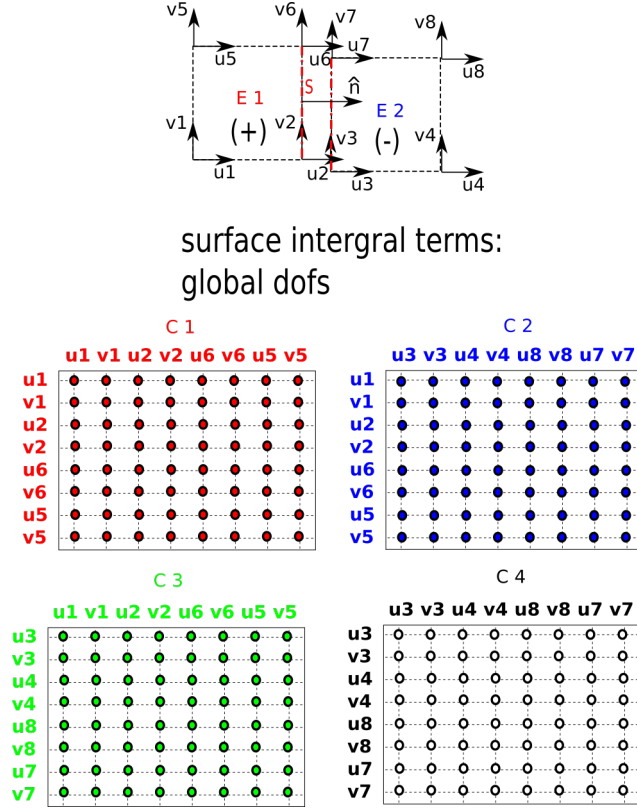 v5 v6 v7 v8
u5 u6 u7 u8
S n̂
E 1 E 2
v1 (+) v2 v3 (-) v4
u1 u2 u3 u4
surface intergral terms:
global dofs
C 1
u1 v1 u2 v2 u6 v6 u5 v5
u1
v1
u2
v2
u6
v6
u5
v5
C 2
u3 v3 u4 v4 u8 v8 u7 v7
u1
v1
u2
v2
u6
v6
u5
v5
C 3
u1 v1 u2 v2 u6 v6 u5 v5
u3
v3
u4
v4
u8
v8
u7
v7
C 4
u3 v3 u4 v4 u8 v8 u7 v7
u3
v3
u4
v4
u8
v8
u7
v7